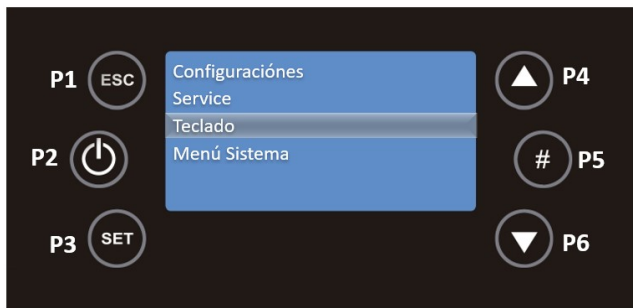 P1 ESC
Configuraciónes
Service
Teclado
Menú Sistema
P4
P2
# P5
P3 SET
P6